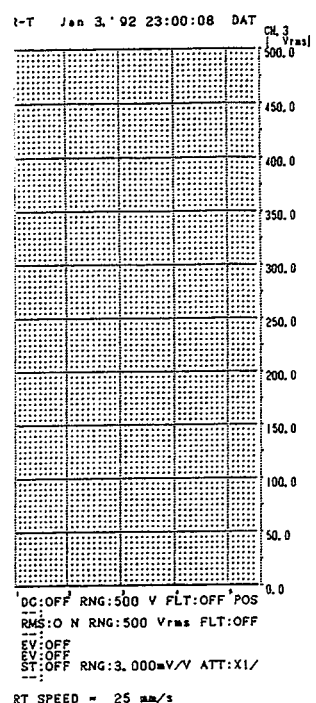 R-T Jan 3,'92 23:00:08 DAT
CH.3
[ Vrms]
500.0
450.0
400.0
350.0
300.0
250.0
200.0
150.0
100.0
50.0
0.0
DC:OFF RNG:500 V FLT:OFF POS
--:
RMS:O N RNG:500 Vrms FLT:OFF
--:
EV:OFF
EV:OFF
ST:OFF RNG:3.000mV/V ATT:X1/
--:
RT SPEED = 25 mm/s